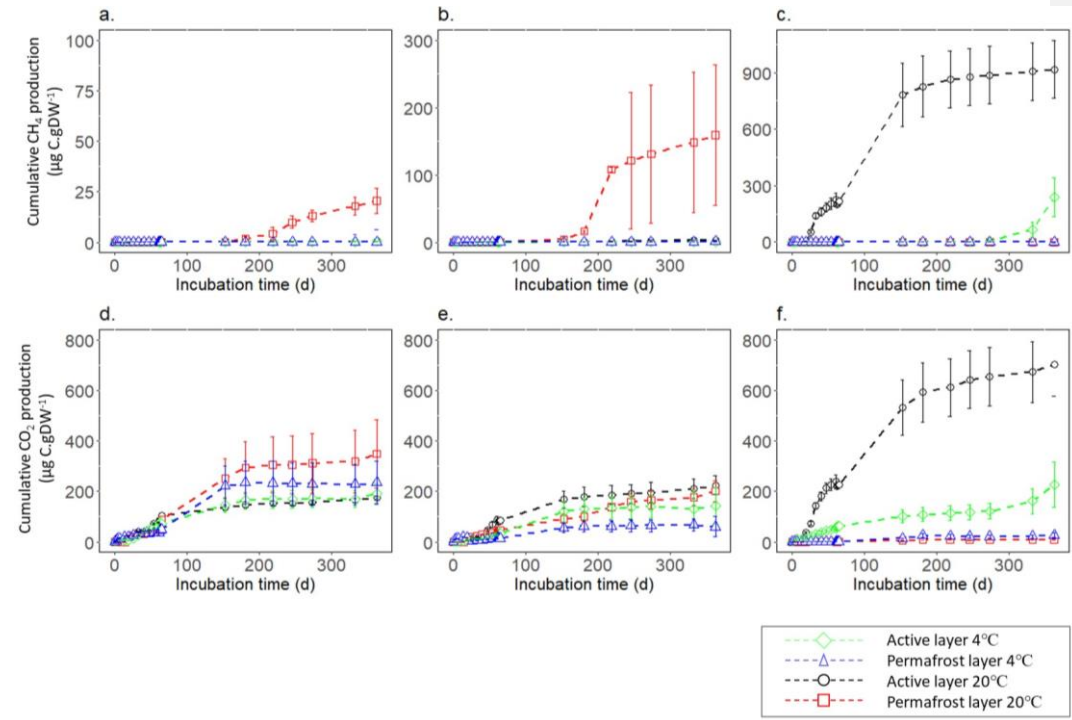 a.
b.
c.
Cumulative CH₄ production
(µg C.gDW⁻¹)
100
75
50
25
0
0 100 200 300
Incubation time (d)
300
200
100
0
0 100 200 300
Incubation time (d)
900
600
300
0
0 100 200 300
Incubation time (d)
d.
e.
f.
Cumulative CO₂ production
(µg C.gDW⁻¹)
800
600
400
200
0
0 100 200 300
Incubation time (d)
800
600
400
200
0
0 100 200 300
Incubation time (d)
800
600
400
200
0
0 100 200 300
Incubation time (d)
Active layer 4°C
Permafrost layer 4°C
Active layer 20°C
Permafrost layer 20°C